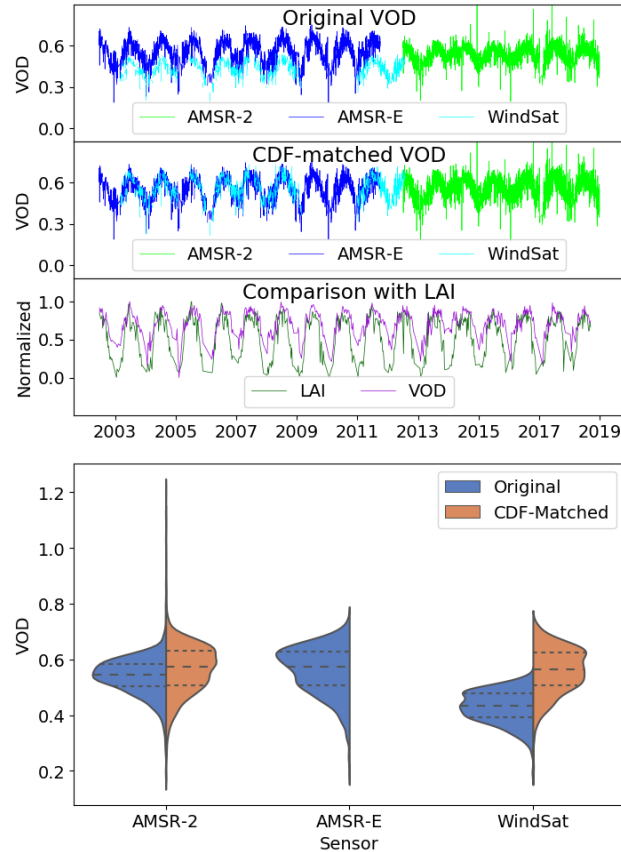 Original VOD
VOD
0.6
0.3
0.0
AMSR-2 AMSR-E WindSat
CDF-matched VOD
VOD
0.6
0.3
0.0
AMSR-2 AMSR-E WindSat
Comparison with LAI
Normalized
1.0
0.5
0.0
LAI VOD
2003 2005 2007 2009 2011 2013 2015 2017 2019
Original
CDF-Matched
VOD
1.2
1.0
0.8
0.6
0.4
0.2
AMSR-2 AMSR-E WindSat
Sensor